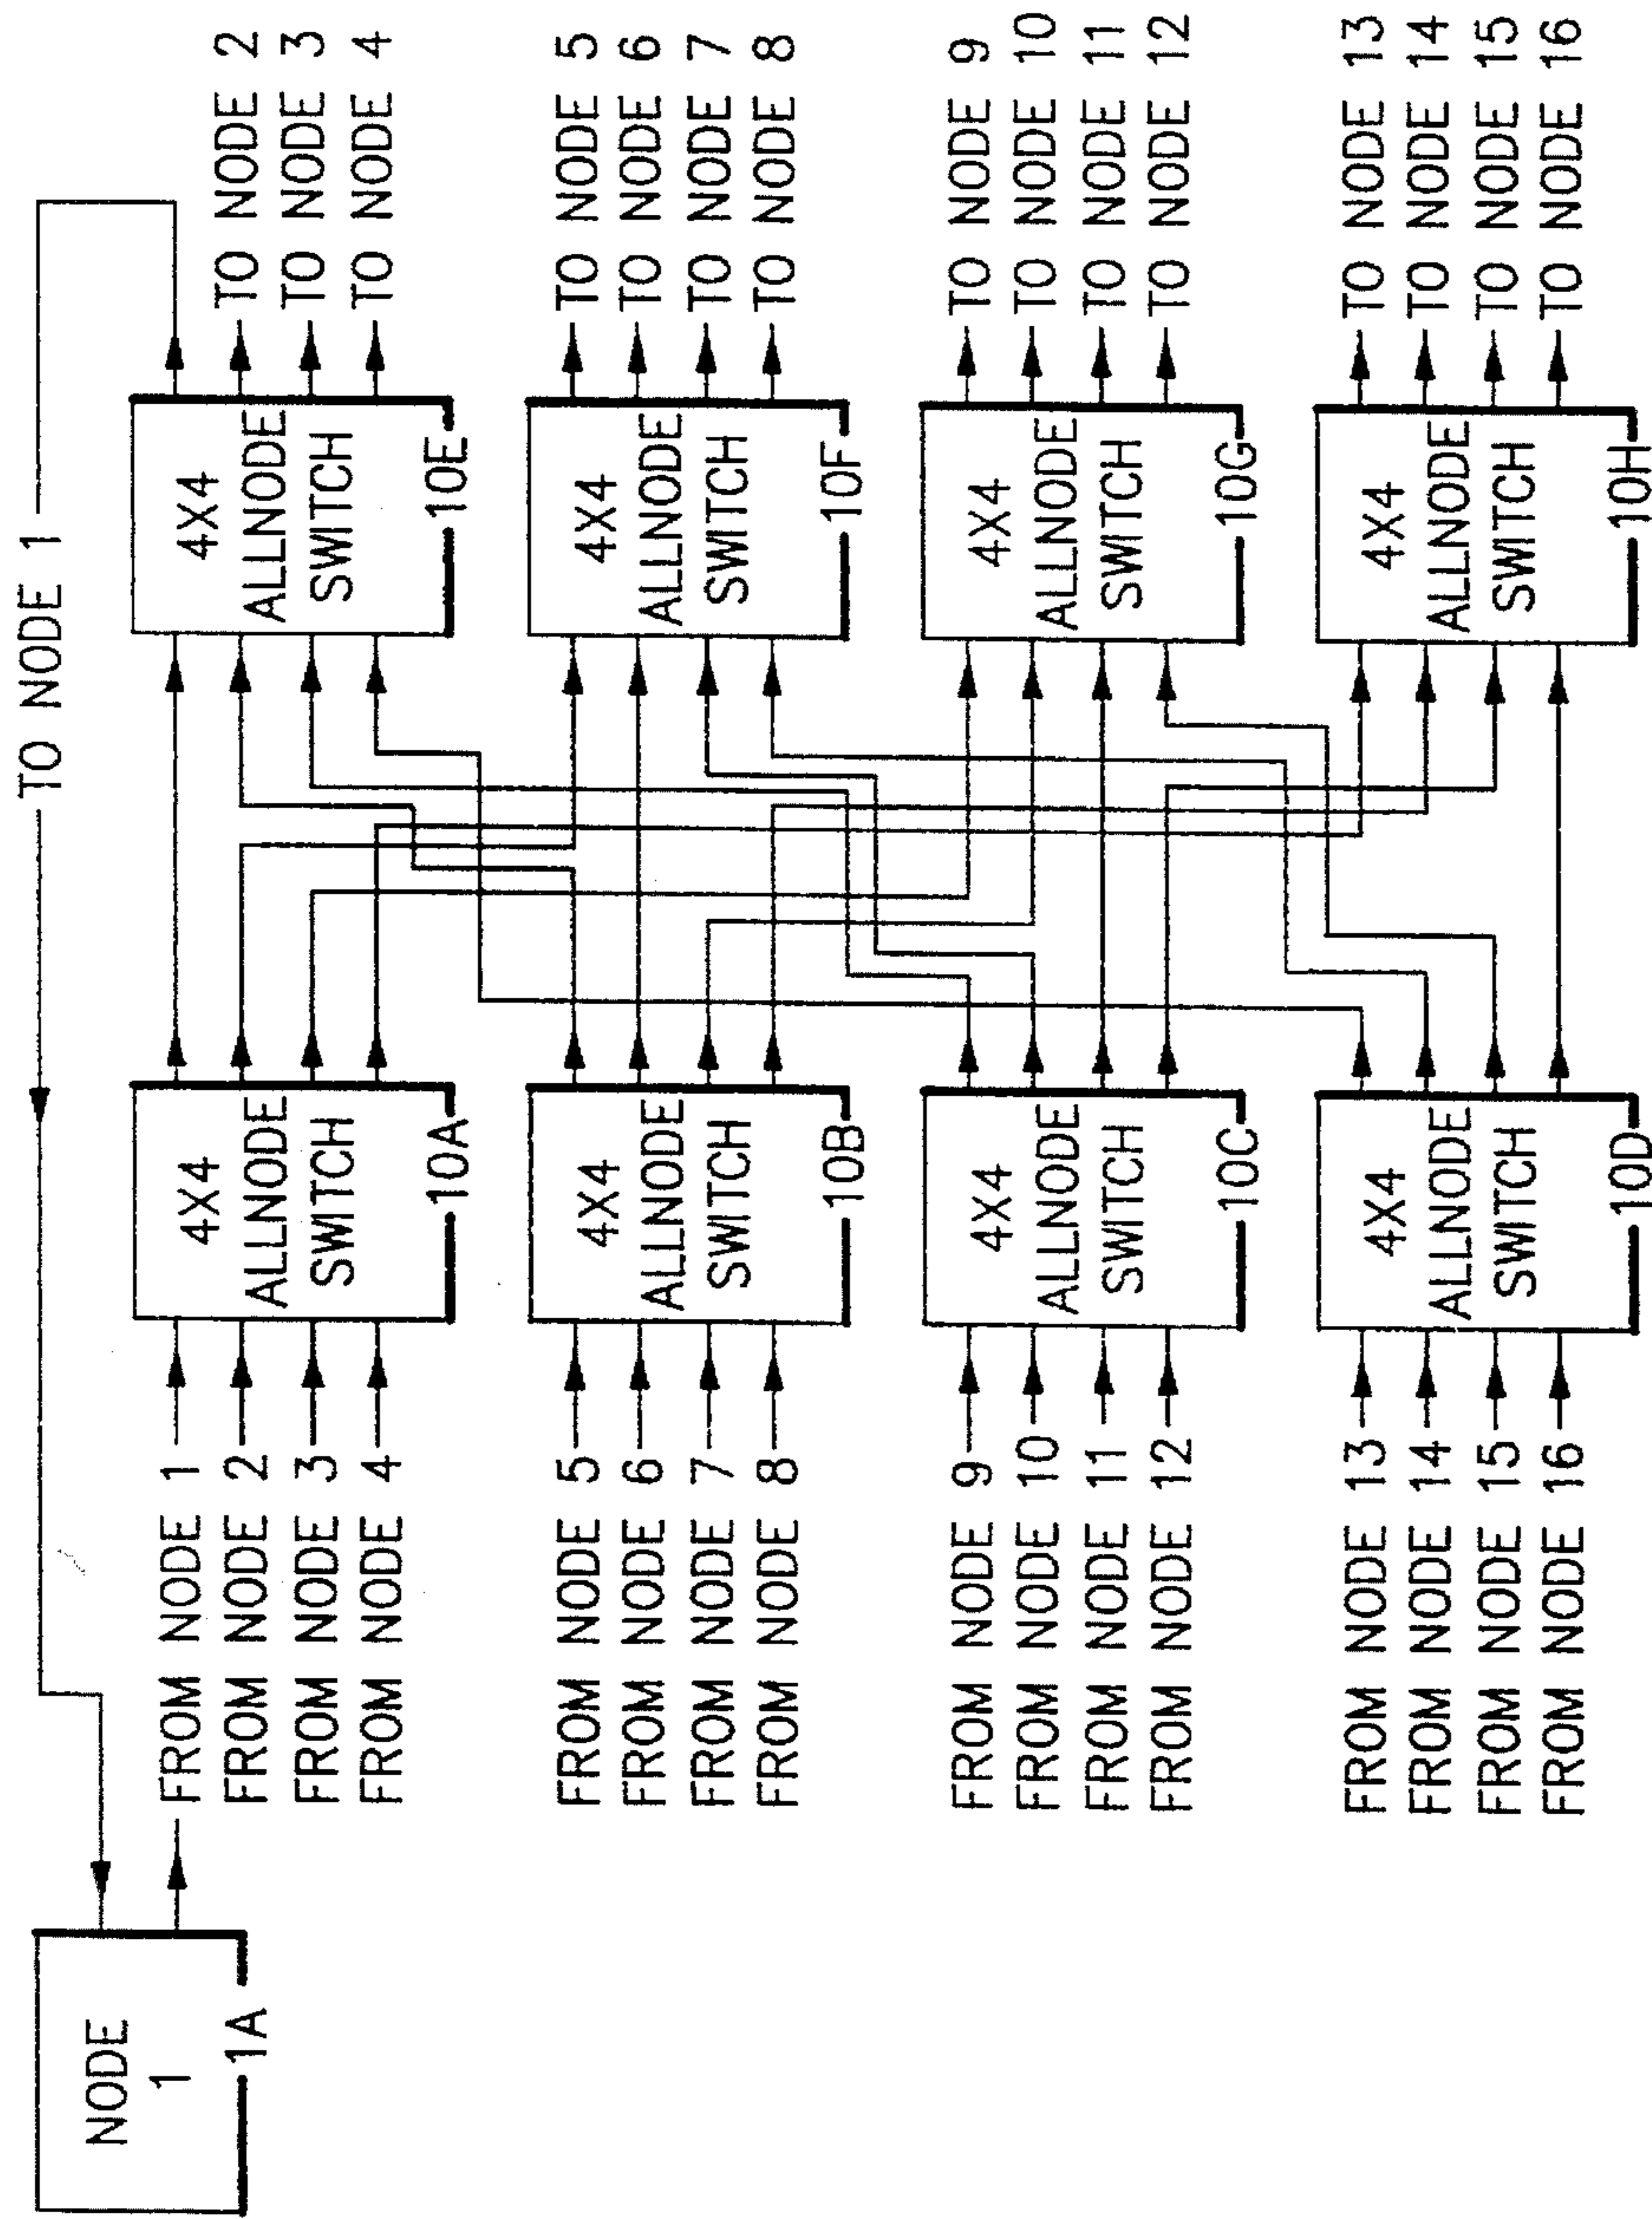 TO NODE 1
NODE
1
1A
FROM NODE 1
FROM NODE 2
FROM NODE 3
FROM NODE 4
4X4
ALLNODE
SWITCH
10A
4X4
ALLNODE
SWITCH
10E
TO NODE 2
TO NODE 3
TO NODE 4
FROM NODE 5
FROM NODE 6
FROM NODE 7
FROM NODE 8
4X4
ALLNODE
SWITCH
10B
4X4
ALLNODE
SWITCH
10F
TO NODE 5
TO NODE 6
TO NODE 7
TO NODE 8
FROM NODE 9
FROM NODE 10
FROM NODE 11
FROM NODE 12
4X4
ALLNODE
SWITCH
10C
4X4
ALLNODE
SWITCH
10G
TO NODE 9
TO NODE 10
TO NODE 11
TO NODE 12
FROM NODE 13
FROM NODE 14
FROM NODE 15
FROM NODE 16
4X4
ALLNODE
SWITCH
10D
4X4
ALLNODE
SWITCH
10H
TO NODE 13
TO NODE 14
TO NODE 15
TO NODE 16